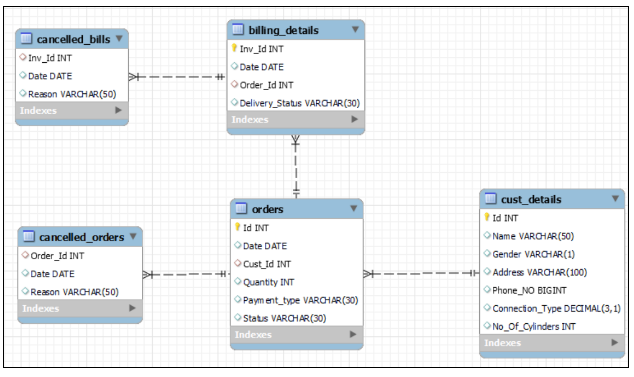 cancelled_bills
Inv_Id INT
Date DATE
Reason VARCHAR(50)
Indexes
billing_details
Inv_Id INT
Date DATE
Order_Id INT
Delivery_Status VARCHAR(30)
Indexes
cancelled_orders
Order_Id INT
Date DATE
Reason VARCHAR(50)
Indexes
orders
Id INT
Date DATE
Cust_Id INT
Quantity INT
Payment_type VARCHAR(30)
Status VARCHAR(30)
Indexes
cust_details
Id INT
Name VARCHAR(50)
Gender VARCHAR(1)
Address VARCHAR(100)
Phone_NO BIGINT
Connection_Type DECIMAL(3,1)
No_Of_Cylinders INT
Indexes